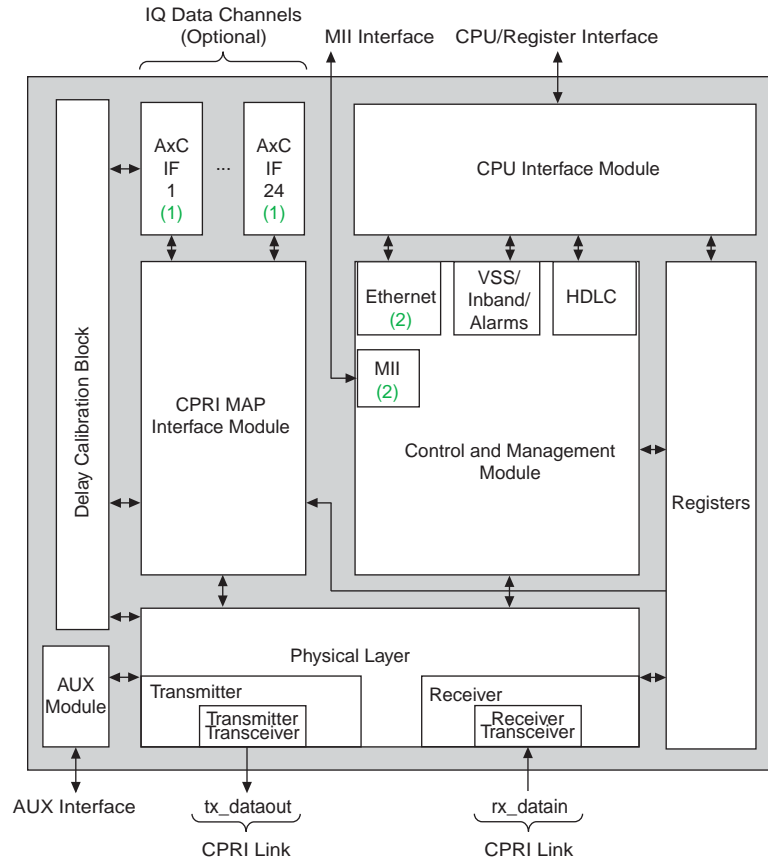 IQ Data Channels
(Optional)
MII Interface
CPU/Register Interface
AxC
IF
1
(1)
...
AxC
IF
24
(1)
CPU Interface Module
Delay Calibration Block
Ethernet
(2)
VSS/
Inband/
Alarms
HDLC
MII
(2)
CPRI MAP
Interface Module
Control and Management
Module
Registers
Physical Layer
AUX
Module
Transmitter
Transmitter
Transceiver
Receiver
Receiver
Transceiver
AUX Interface
tx_dataout
rx_datain
CPRI Link
CPRI Link